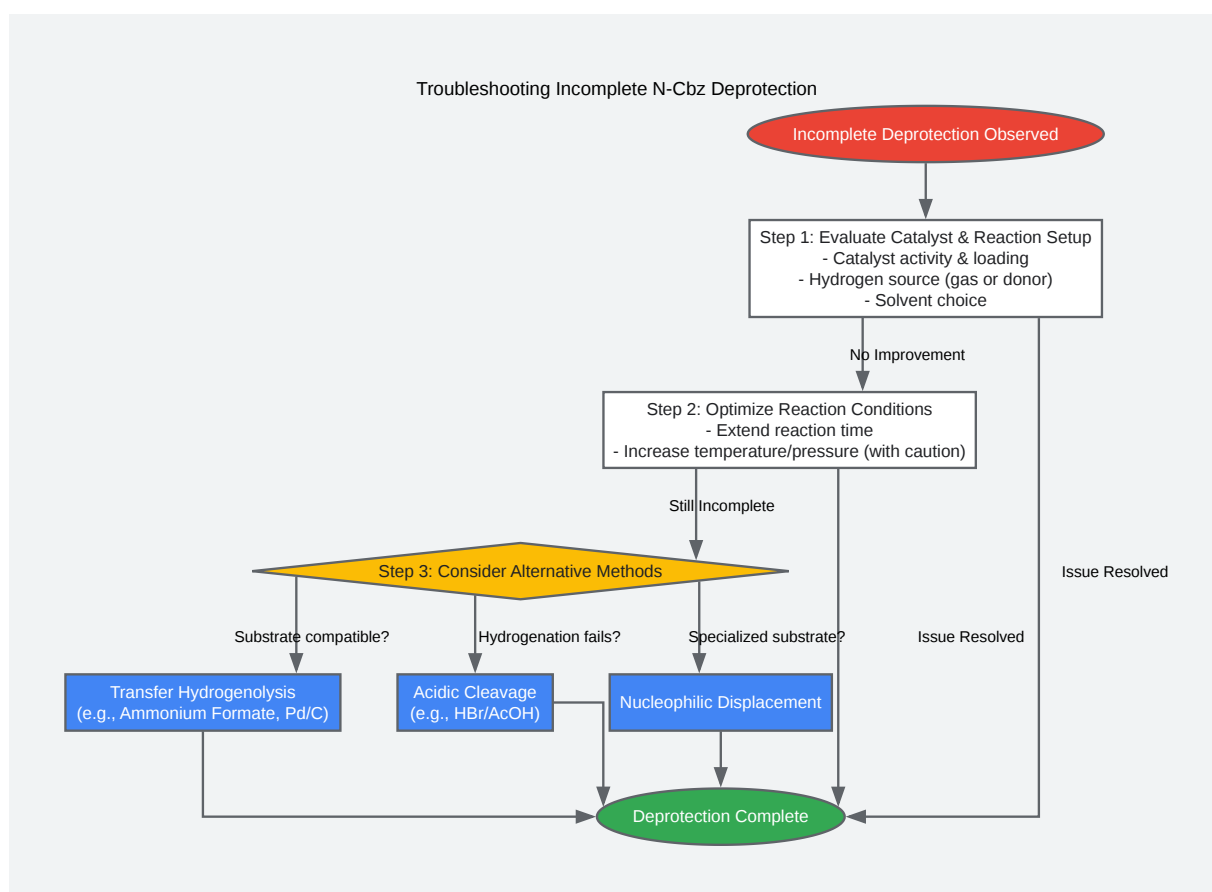 Troubleshooting Incomplete N-Cbz Deprotection
Incomplete Deprotection Observed
Step 1: Evaluate Catalyst & Reaction Setup
- Catalyst activity & loading
- Hydrogen source (gas or donor)
- Solvent choice
No Improvement
Step 2: Optimize Reaction Conditions
- Extend reaction time
- Increase temperature/pressure (with caution)
Still Incomplete
Step 3: Consider Alternative Methods
Issue Resolved
Substrate compatible?
Hydrogenation fails?
Specialized substrate?
Issue Resolved
Transfer Hydrogenolysis
(e.g., Ammonium Formate, Pd/C)
Acidic Cleavage
(e.g., HBr/AcOH)
Nucleophilic Displacement
Deprotection Complete